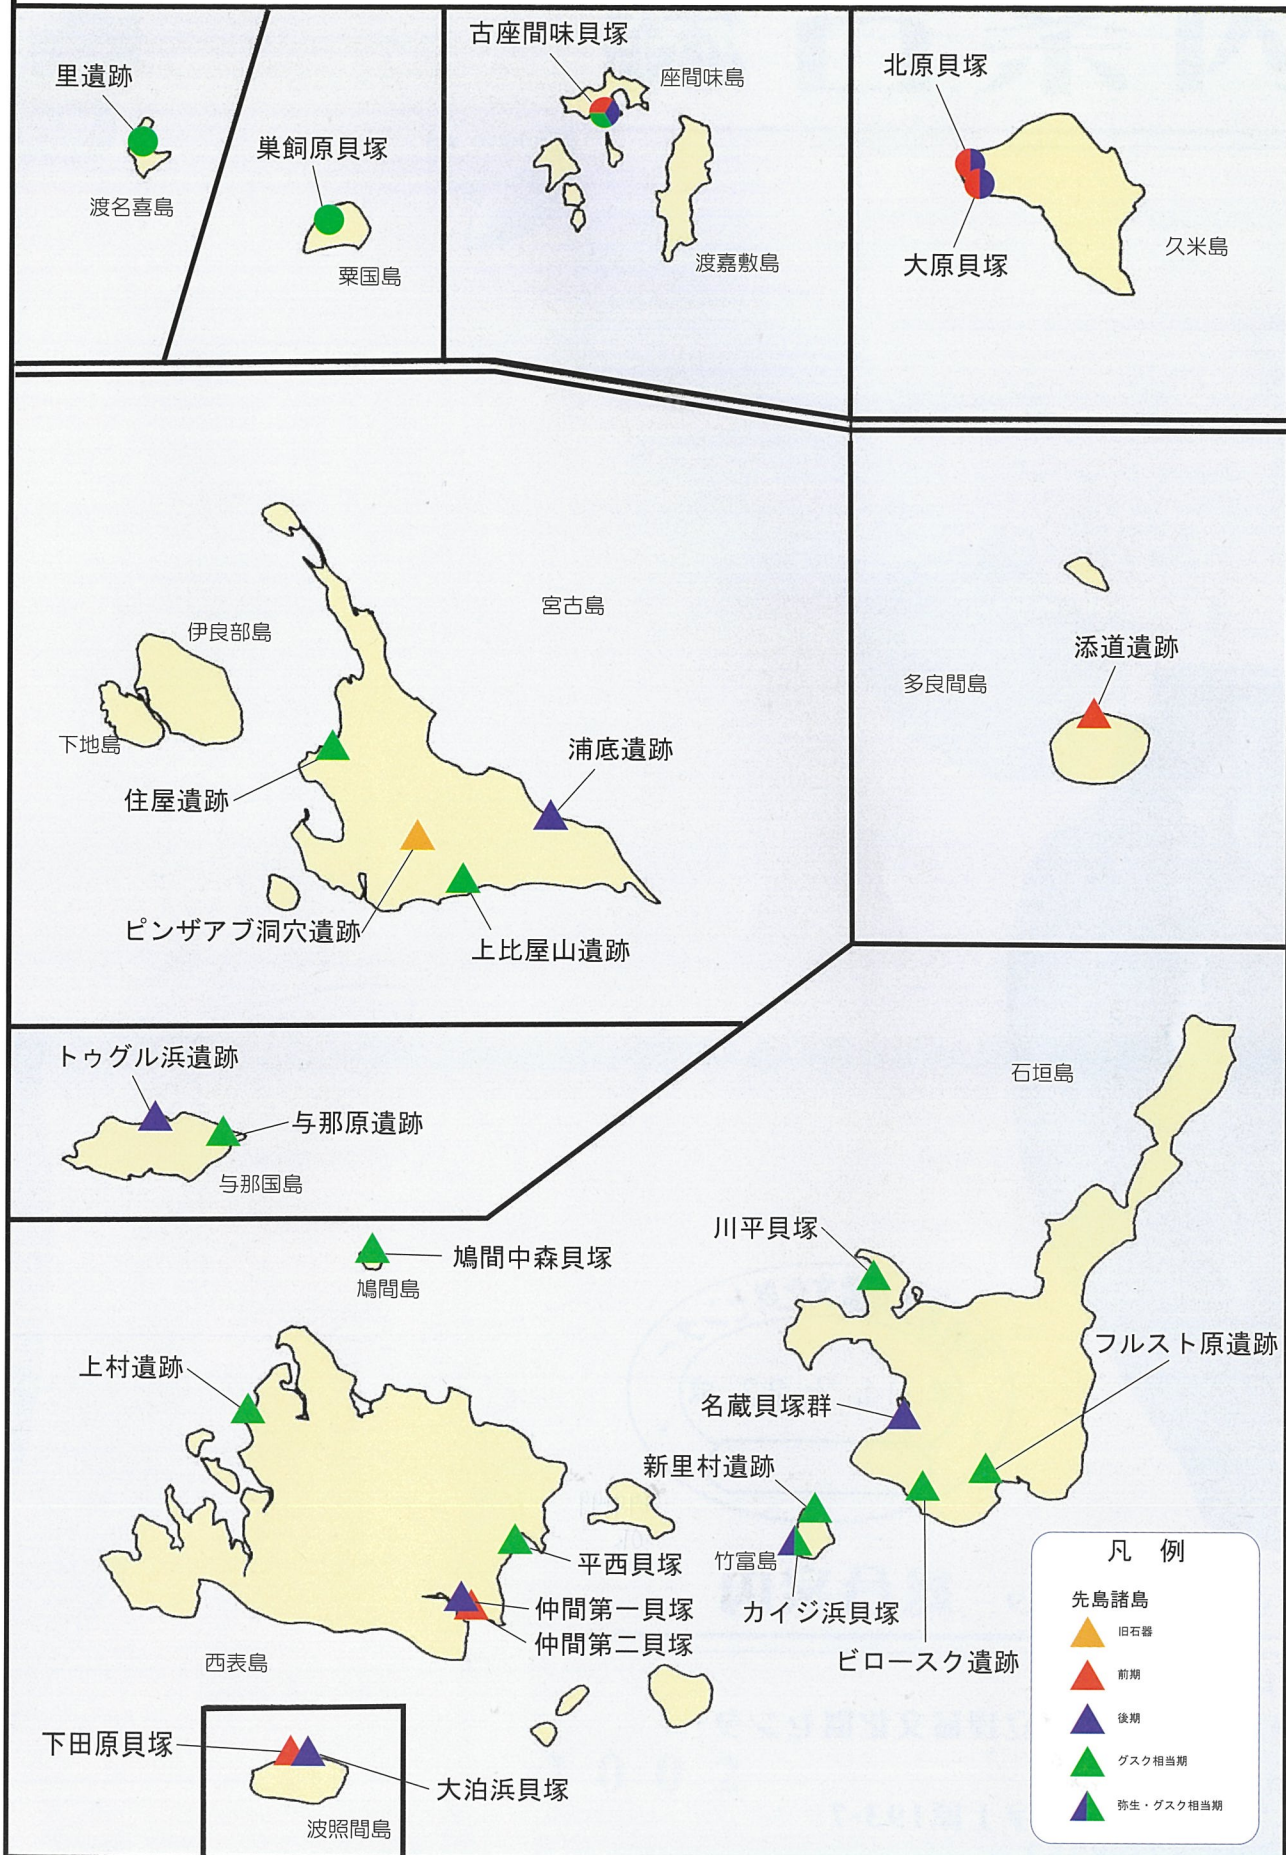 古座間味貝塚
里遺跡
座間味島
北原貝塚
巣飼原貝塚
渡名喜島
粟国島
渡嘉敷島
久米島
大原貝塚
宮古島
伊良部島
添道遺跡
多良間島
下地島
浦底遺跡
住屋遺跡
ピンザアブ洞穴遺跡
上比屋山遺跡
トゥグル浜遺跡
石垣島
与那原遺跡
与那国島
川平貝塚
鳩間中森貝塚
鳩間島
フルスト原遺跡
上村遺跡
名蔵貝塚群
新里村遺跡
平西貝塚
竹富島
仲間第一貝塚
カイジ浜貝塚
仲間第二貝塚
ビロースク遺跡
西表島
下田原貝塚
大泊浜貝塚
波照間島
凡 例
先島諸島
旧石器
前期
後期
グスク相当期
弥生・グスク相当期